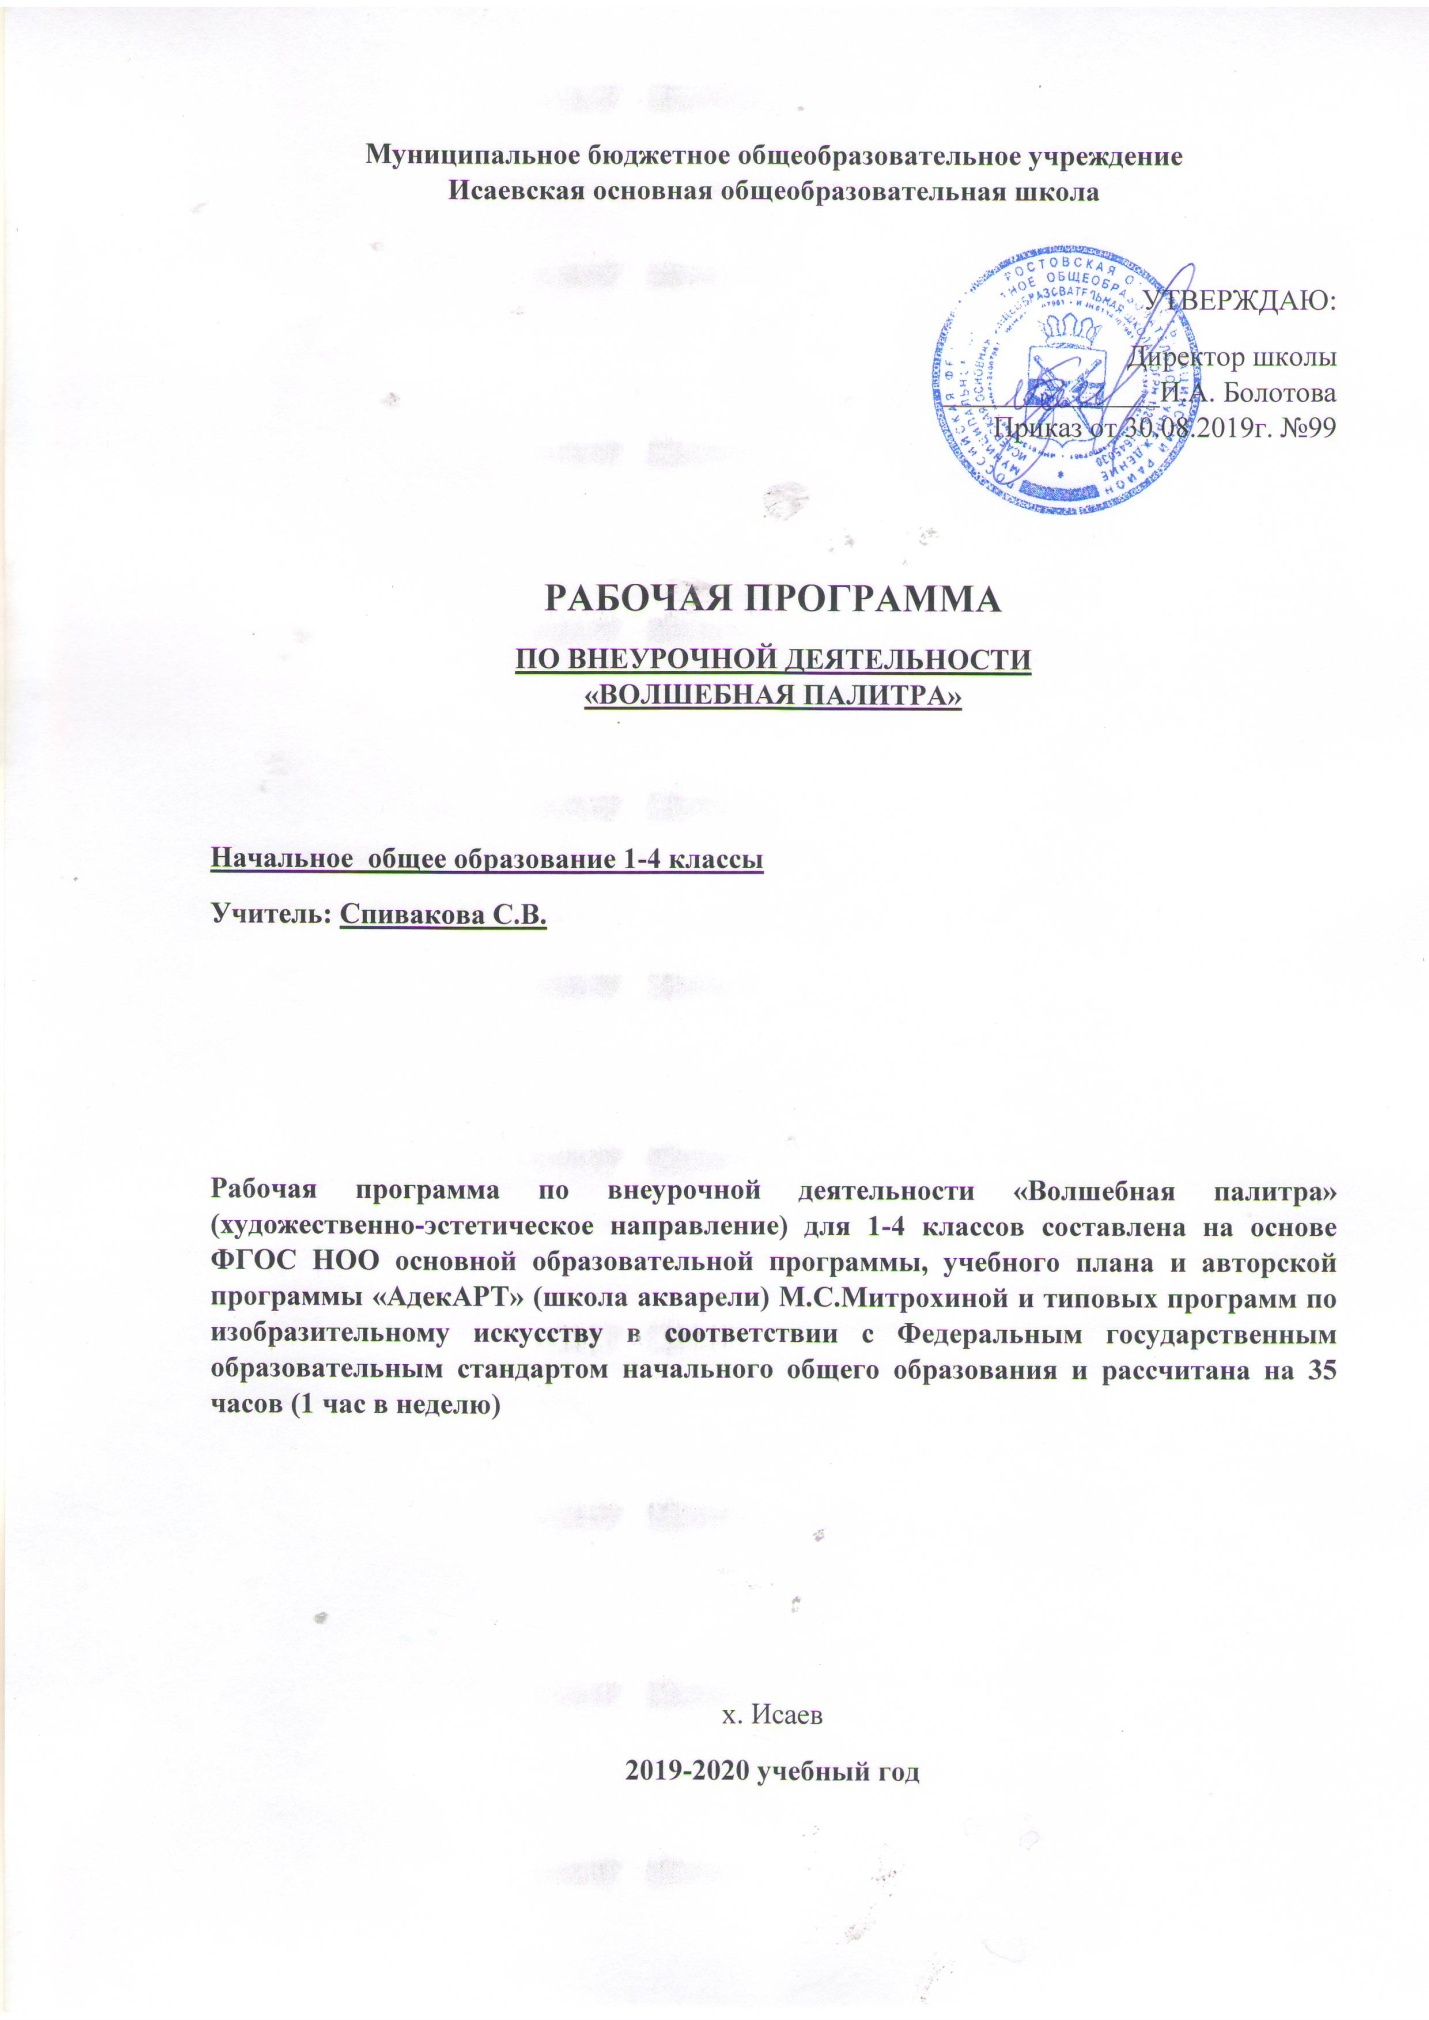 Муниципальное бюджетное общеобразовательное учреждение
Исаевская основная общеобразовательная школа
УТВЕРЖДАЮ:
Директор школы
И.А. Болотова
Приказ от 30.08.2019г. №99
РАБОЧАЯ ПРОГРАММА
ПО ВНЕУРОЧНОЙ ДЕЯТЕЛЬНОСТИ
«ВОЛШЕБНАЯ ПАЛИТРА»
Начальное общее образование 1-4 классы
Учитель: Спивакова С.В.
Рабочая программа по внеурочной деятельности «Волшебная палитра»
(художественно-эстетическое направление) для 1-4 классов составлена на основе
ФГОС НОО основной образовательной программы, учебного плана и авторской
программы «АдекАРТ» (школа акварели) М.С.Митрохиной и типовых программ по
изобразительному искусству в соответствии с Федеральным государственным
образовательным стандартом начального общего образования и рассчитана на 35
часов (1 час в неделю)
х. Исаев
2019-2020 учебный год